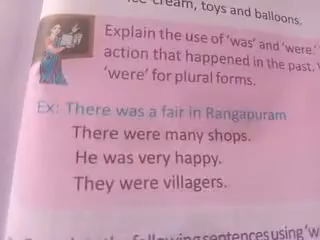 ice-cream, toys and balloons.
Explain the use of 'was' and 'were.'
action that happened in the past.
'were' for plural forms.
Ex: There was a fair in Rangapuram
There were many shops.
He was very happy.
They were villagers.
following sentences using